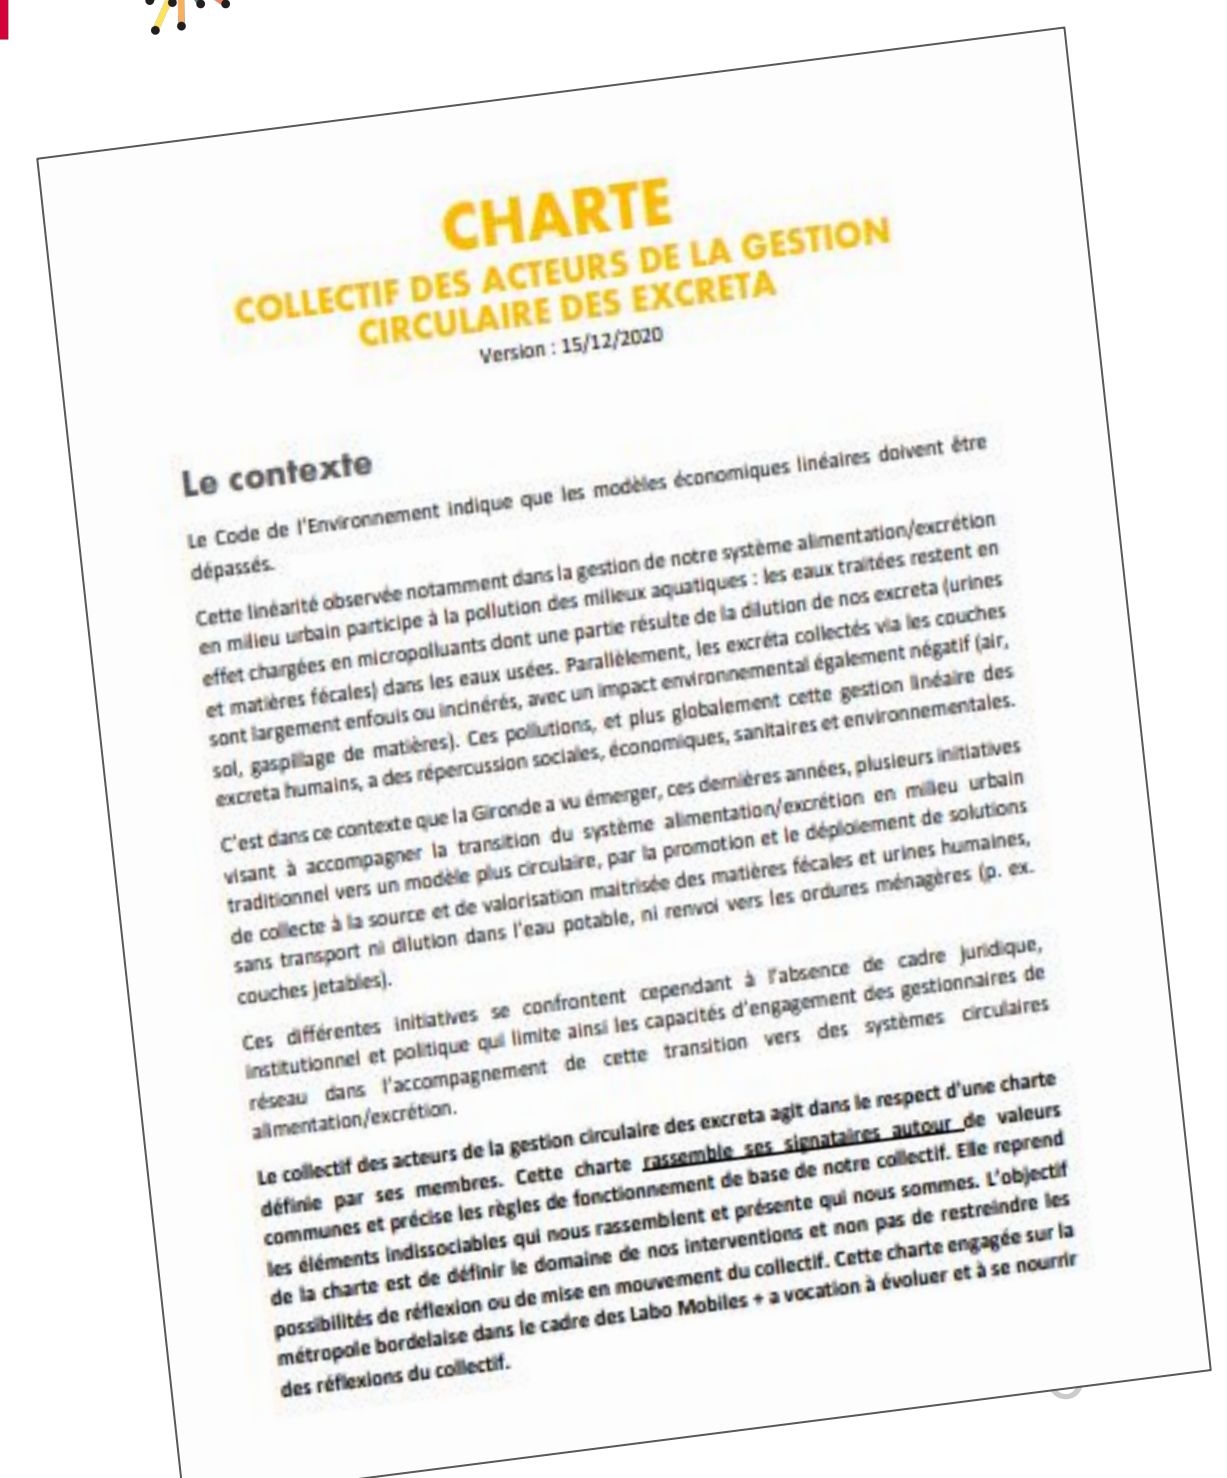 CHARTE
COLLECTIF DES ACTEURS DE LA GESTION
CIRCULAIRE DES EXCRETA
Version : 15/12/2020
Le contexte
Le Code de l'Environnement indique que les modèles économiques linéaires doivent être
dépassés.
Cette linéarité observée notamment dans la gestion de notre système alimentation/excrétion
en milieu urbain participe à la pollution des milieux aquatiques : les eaux traitées restent en
effet chargées en micropolluants dont une partie résulte de la dilution de nos excreta (urines
et matières fécales) dans les eaux usées. Parallèlement, les excréta collectés via les couches
sont largement enfouis ou incinérés, avec un impact environnemental également négatif (air,
sol, gaspillage de matières). Ces pollutions, et plus globalement cette gestion linéaire des
excreta humains, a des répercussion sociales, économiques, sanitaires et environnementales.
C'est dans ce contexte que la Gironde a vu émerger, ces dernières années, plusieurs initiatives
visant à accompagner la transition du système alimentation/excrétion en milieu urbain
traditionnel vers un modèle plus circulaire, par la promotion et le déploiement de solutions
de collecte à la source et de valorisation maitrisée des matières fécales et urines humaines,
sans transport ni dilution dans l'eau potable, ni renvoi vers les ordures ménagères (p. ex.
couches jetables).
Ces différentes initiatives se confrontent cependant à l'absence de cadre juridique,
institutionnel et politique qui limite ainsi les capacités d'engagement des gestionnaires de
réseau dans l'accompagnement de cette transition vers des systèmes circulaires
alimentation/excrétion.
Le collectif des acteurs de la gestion circulaire des excreta agit dans le respect d'une charte
définie par ses membres. Cette charte rassemble ses signataires autour de valeurs
communes et précise les règles de fonctionnement de base de notre collectif. Elle reprend
les éléments indissociables qui nous rassemblent et présente qui nous sommes. L'objectif
de la charte est de définir le domaine de nos interventions et non pas de restreindre les
possibilités de réflexion ou de mise en mouvement du collectif. Cette charte engagée sur la
métropole bordelaise dans le cadre des Labo Mobiles + a vocation à évoluer et à se nourrir
des réflexions du collectif.